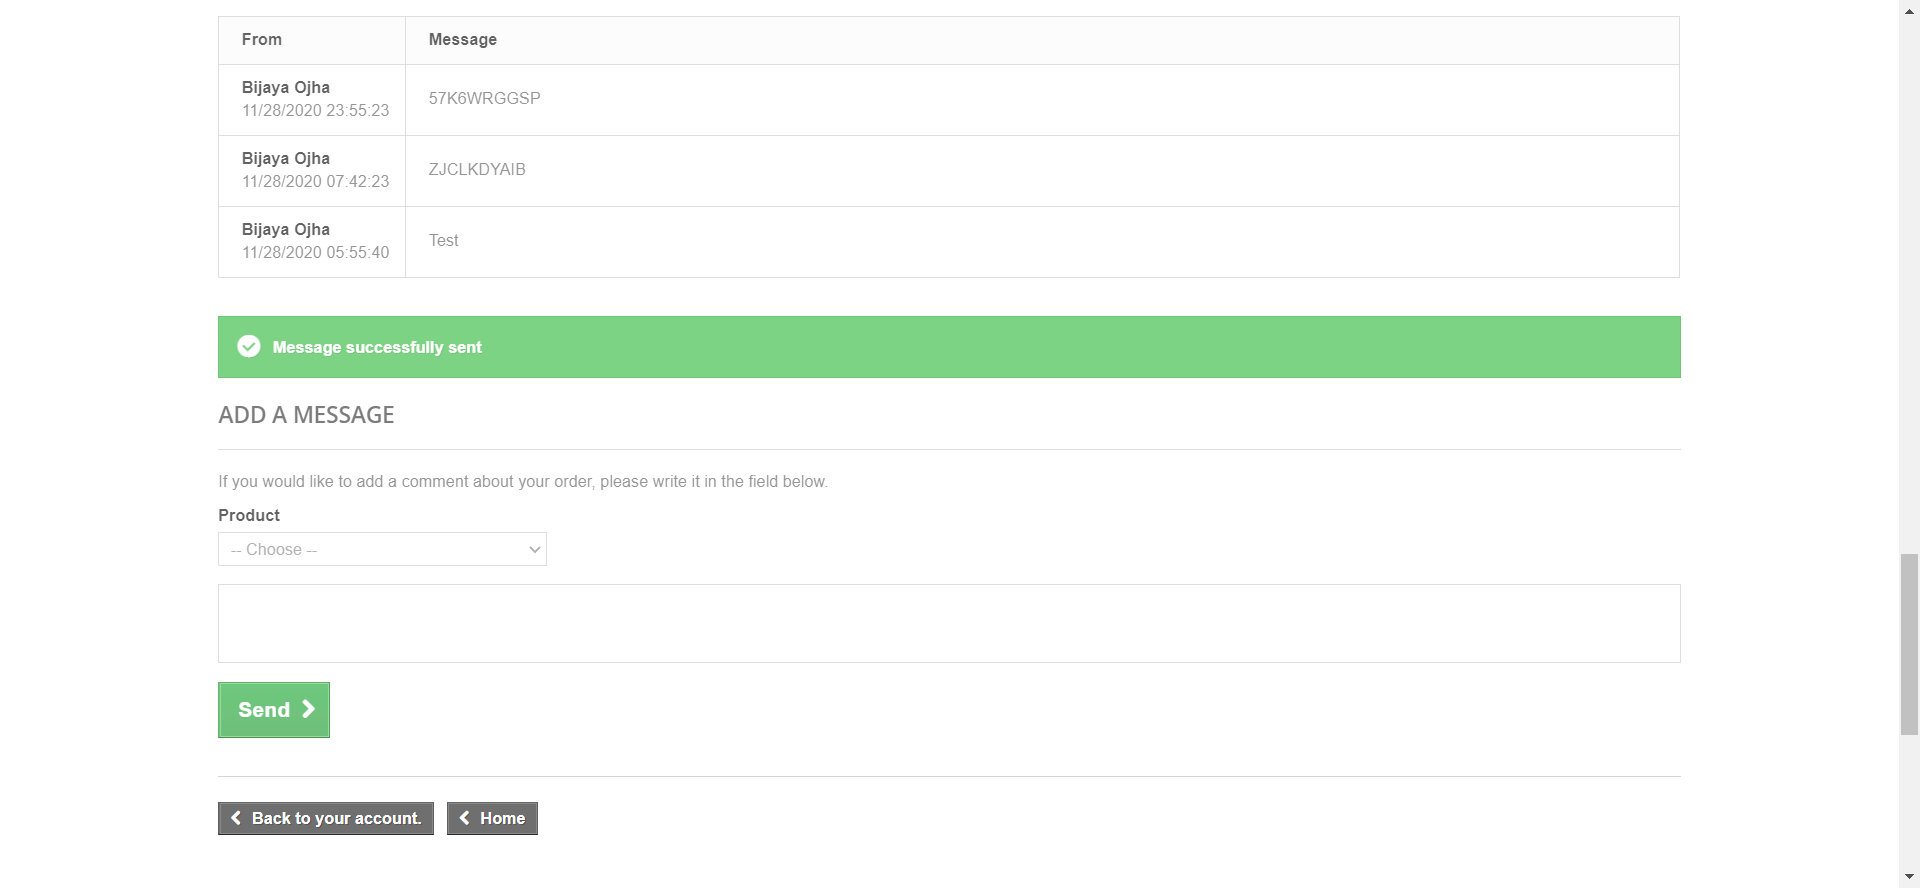 From Message
Bijaya Ojha
11/28/2020 23:55:23
57K6WRGGSP
Bijaya Ojha
11/28/2020 07:42:23
ZJCLKDYAIB
Bijaya Ojha
11/28/2020 05:55:40
Test
Message successfully sent
ADD A MESSAGE
If you would like to add a comment about your order, please write it in the field below.
Product
-- Choose --
Send
Back to your account. Home